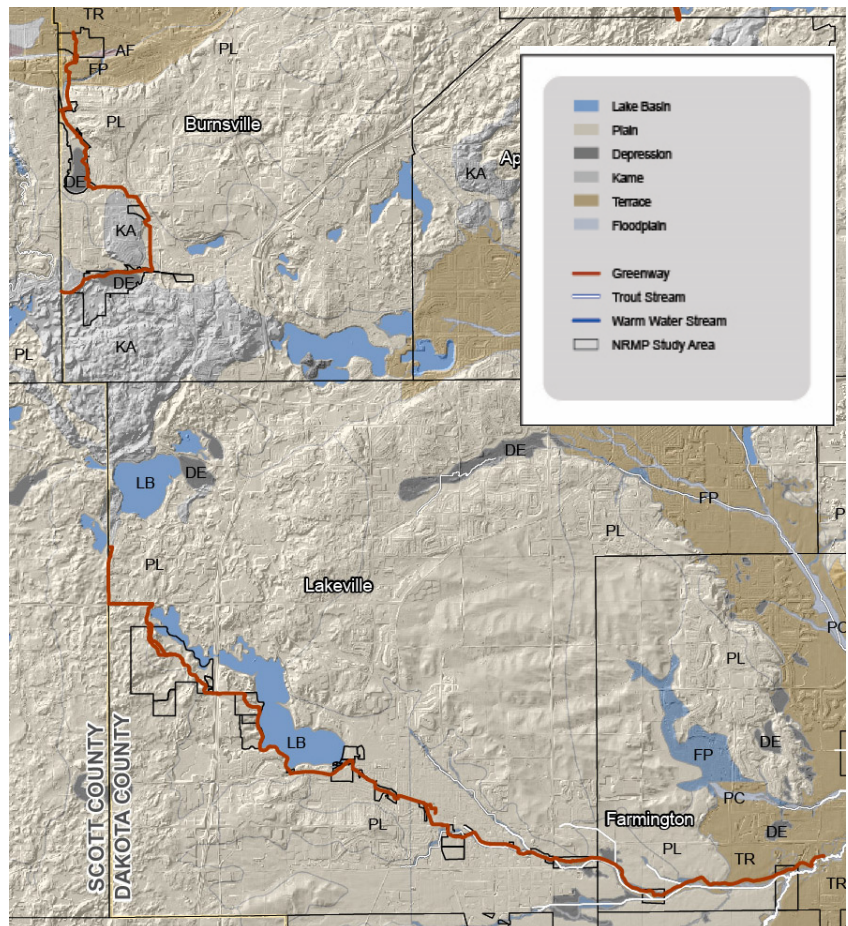 TR
AF
PL
FP
PL
Burnsville
Ap
KA
DE
KA
DE
KA
PL
Lake Basin
Plain
Depression
Kame
Terrace
Floodplain
Greenway
Trout Stream
Warm Water Stream
NRMP Study Area
DE
DE
LB
FP
P
PL
PL
Lakeville
PC
PL
SCOTT COUNTY
DAKOTA COUNTY
LB
FP
DE
PC
PL
Farmington
DE
PL
TR
TR